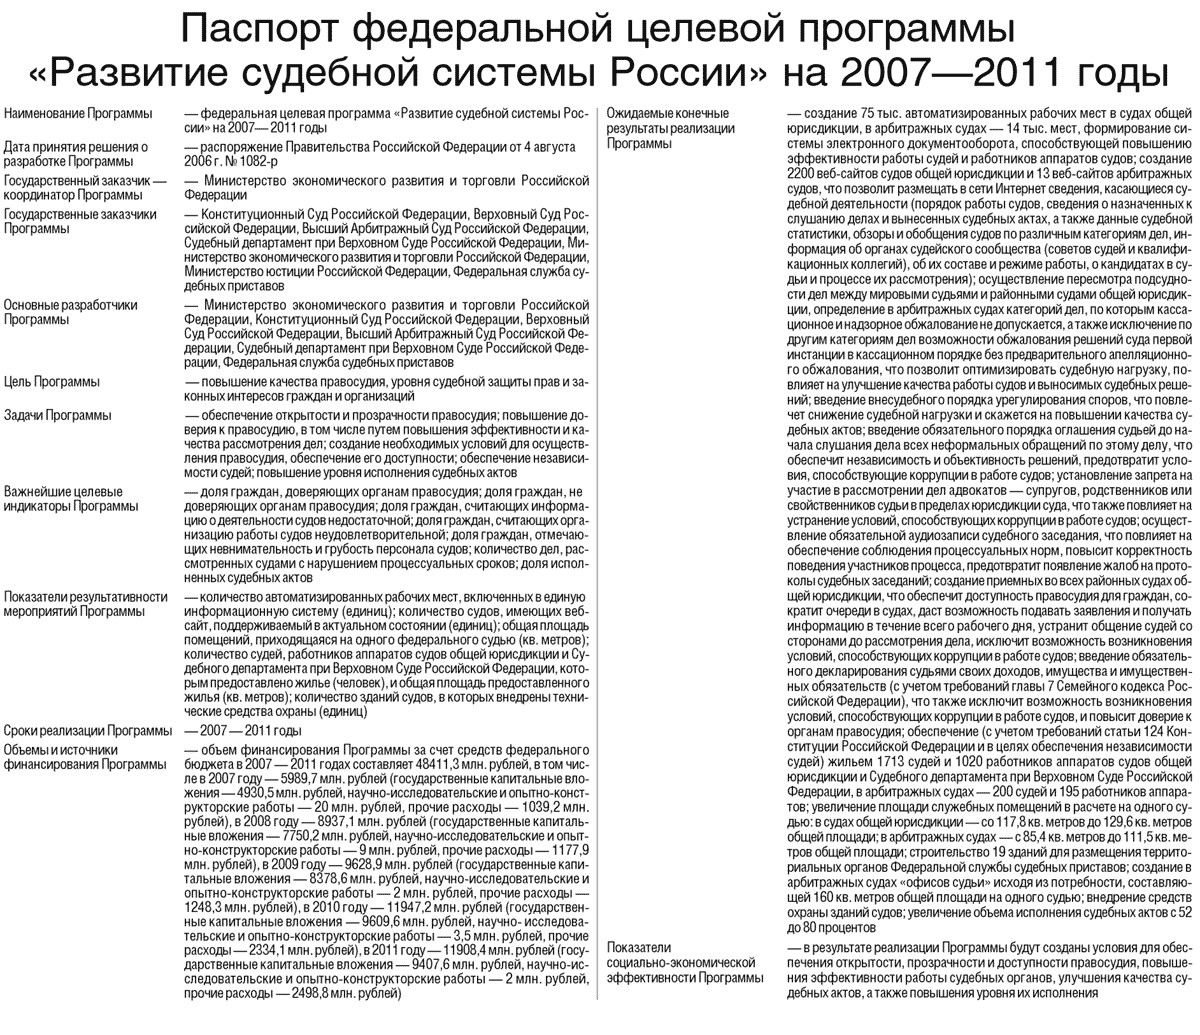 Паспорт федеральной целевой программы
«Развитие судебной системы России» на 2007—2011 годы
Наименование Программы
— федеральная целевая программа «Развитие судебной системы Рос-
сии» на 2007— 2011 годы
Дата принятия решения о
разработке Программы
— распоряжение Правительства Российской Федерации от 4 августа
2006 г. № 1082-р
Государственный заказчик —
координатор Программы
— Министерство экономического развития и торговли Российской
Федерации
Государственные заказчики
Программы
— Конституционный Суд Российской Федерации, Верховный Суд Рос-
сийской Федерации, Высший Арбитражный Суд Российской Федерации,
Судебный департамент при Верховном Суде Российской Федерации, Ми-
нистерство экономического развития и торговли Российской Федерации,
Министерство юстиции Российской Федерации, Федеральная служба су-
дебных приставов
Основные разработчики
Программы
— Министерство экономического развития и торговли Российской
Федерации, Конституционный Суд Российской Федерации, Верховный
Суд Российской Федерации, Высший Арбитражный Суд Российской Фе-
дерации, Судебный департамент при Верховном Суде Российской Феде-
рации, Федеральная служба судебных приставов
Цель Программы
— повышение качества правосудия, уровня судебной защиты прав и за-
конных интересов граждан и организаций
Задачи Программы
— обеспечение открытости и прозрачности правосудия; повышение до-
верия к правосудию, в том числе путем повышения эффективности и ка-
чества рассмотрения дел; создание необходимых условий для осуществ-
ления правосудия, обеспечение его доступности; обеспечение независи-
мости судей; повышение уровня исполнения судебных актов
Важнейшие целевые
индикаторы Программы
— доля граждан, доверяющих органам правосудия; доля граждан, не
доверяющих органам правосудия; доля граждан, считающих информа-
цию о деятельности судов недостаточной; доля граждан, считающих орга-
низацию работы судов неудовлетворительной; доля граждан, отмечаю-
щих невнимательность и грубость персонала судов; количество дел, рас-
смотренных судами с нарушением процессуальных сроков; доля испол-
ненных судебных актов
Показатели результативности
мероприятий Программы
— количество автоматизированных рабочих мест, включенных в единую
информационную систему (единиц); количество судов, имеющих веб-
сайт, поддерживаемый в актуальном состоянии (единиц); общая площадь
помещений, приходящаяся на одного федерального судью (кв. метров);
количество судей, работников аппаратов судов общей юрисдикции и Су-
дебного департамента при Верховном Суде Российской Федерации, кото-
рым предоставлено жилье (человек), и общая площадь предоставленного
жилья (кв. метров); количество зданий судов, в которых внедрены техни-
ческие средства охраны (единиц)
Сроки реализации Программы
— 2007 — 2011 годы
Объемы и источники
финансирования Программы
— объем финансирования Программы за счет средств федерального
бюджета в 2007 — 2011 годах составляет 48411,3 млн. рублей, в том чис-
ле в 2007 году — 5989,7 млн. рублей (государственные капитальные вло-
жения — 4930,5 млн. рублей, научно-исследовательские и опытно-конст-
рукторские работы — 20 млн. рублей, прочие расходы — 1039,2 млн.
рублей), в 2008 году — 8937,1 млн. рублей (государственные капиталь-
ные вложения — 7750,2 млн. рублей, научно-исследовательские и опыт-
но-конструкторские работы — 9 млн. рублей, прочие расходы — 1177,9
млн. рублей), в 2009 году — 9628,9 млн. рублей (государственные капи-
тальные вложения — 8378,6 млн. рублей, научно-исследовательские и
опытно-конструкторские работы — 2 млн. рублей, прочие расходы —
1248,3 млн. рублей), в 2010 году — 11947,2 млн. рублей (государствен-
ные капитальные вложения — 9609,6 млн. рублей, научно- исследова-
тельские и опытно-конструкторские работы — 3,5 млн. рублей, прочие
расходы — 2334,1 млн. рублей), в 2011 году — 11908,4 млн. рублей (го-
сударственные капитальные вложения — 9407,6 млн. рублей, научно-ис-
следовательские и опытно-конструкторские работы — 2 млн. рублей,
прочие расходы — 2498,8 млн. рублей)
Ожидаемые конечные
результаты реализации
Программы
— создание 75 тыс. автоматизированных рабочих мест в судах общей
юрисдикции, в арбитражных судах — 14 тыс. мест, формирование сис-
темы электронного документооборота, способствующей повышению
эффективности работы судей и работников аппаратов судов; создание
2200 веб-сайтов судов общей юрисдикции и 13 веб-сайтов арбитражных
судов, что позволит размещать в сети Интернет сведения, касающиеся су-
дебной деятельности (порядок работы судов, сведения о назначенных к
слушанию делах и вынесенных судебных актах, а также данные судебной
статистики, обзоры и обобщения судов по различным категориям дел, ин-
формация об органах судейского сообщества (советов судей и квалифи-
кационных коллегий), об их составе и режиме работы, о кандидатах в су-
дьи и процессе их рассмотрения); осуществление пересмотра подсудно-
сти дел между мировыми судьями и районными судами общей юрисдик-
ции, определение в арбитражных судах категорий дел, по которым касса-
ционное и надзорное обжалование не допускается, а также исключение по
другим категориям дел возможности обжалования решений суда первой
инстанции в кассационном порядке без предварительного апелляционно-
го обжалования, что позволит оптимизировать судебную нагрузку, по-
влияет на улучшение качества работы судов и выносимых судебных реше-
ний; введение внесудебного порядка урегулирования споров, что повле-
чет снижение судебной нагрузки и скажется на повышении качества су-
дебных актов; введение обязательного порядка оглашения судьей до на-
чала слушания дела всех неформальных обращений по этому делу, что
обеспечит независимость и объективность решений, предотвратит усло-
вия, способствующие коррупции в работе судов; установление запрета на
участие в рассмотрении дел адвокатов — супругов, родственников или
свойственников судьи в пределах юрисдикции суда, что также повлияет на
устранение условий, способствующих коррупции в работе судов; осущест-
вление обязательной аудиозаписи судебного заседания, что повлияет на
обеспечение соблюдения процессуальных норм, повысит корректность
поведения участников процесса, предотвратит появление жалоб на прото-
колы судебных заседаний; создание приемных во всех районных судах об-
щей юрисдикции, что обеспечит доступность правосудия для граждан, со-
кратит очереди в судах, даст возможность подавать заявления и получать
информацию в течение всего рабочего дня, устранит общение судей со
сторонами до рассмотрения дела, исключит возможность возникновения
условий, способствующих коррупции в работе судов; введение обязатель-
ного декларирования судьями своих доходов, имущества и имуществен-
ных обязательств (с учетом требований главы 7 Семейного кодекса Рос-
сийской Федерации), что также исключит возможность возникновения
условий, способствующих коррупции в работе судов, и повысит доверие к
органам правосудия; обеспечение (с учетом требований статьи 124 Кон-
ституции Российской Федерации и в целях обеспечения независимости
судей) жильем 1713 судей и 1020 работников аппаратов судов общей
юрисдикции и Судебного департамента при Верховном Суде Российской
Федерации, в арбитражных судах — 200 судей и 195 работников аппара-
тов; увеличение площади служебных помещений в расчете на одного су-
дью: в судах общей юрисдикции — со 117,8 кв. метров до 129,6 кв. метров
общей площади; в арбитражных судах — с 85,4 кв. метров до 111,5 кв. ме-
тров общей площади; строительство 19 зданий для размещения террито-
риальных органов Федеральной службы судебных приставов; создание в
арбитражных судах «офисов судьи» исходя из потребности, составляю-
щей 160 кв. метров общей площади на одного судью; внедрение средств
охраны зданий судов; увеличение объема исполнения судебных актов с 52
до 80 процентов
Показатели
социально-экономической
эффективности Программы
— в результате реализации Программы будут созданы условия для обес-
печения открытости, прозрачности и доступности правосудия, повыше-
ния эффективности работы судебных органов, улучшения качества су-
дебных актов, а также повышения уровня их исполнения